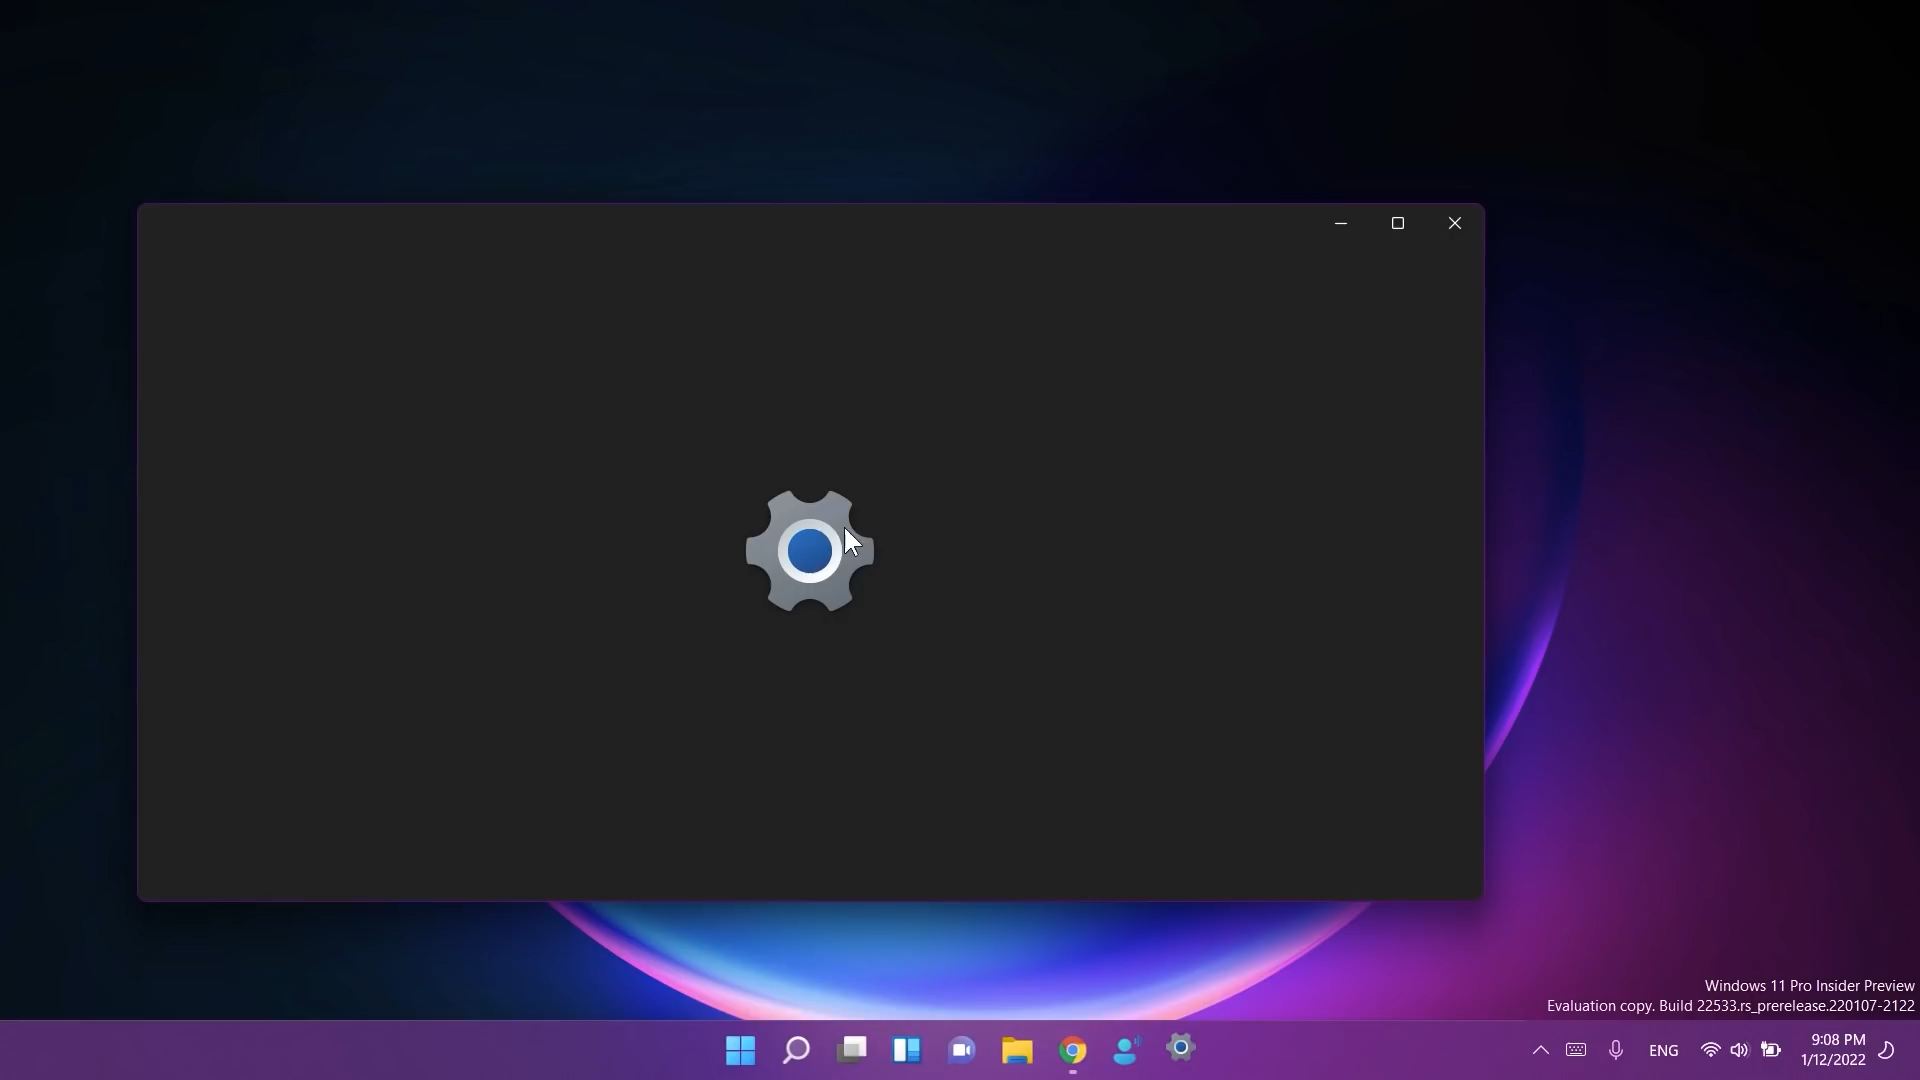 Windows 11 Pro Insider Preview
Evaluation copy. Build 22533.rs_prerelease.220107-2122
ENG
9:08 PM
1/12/2022